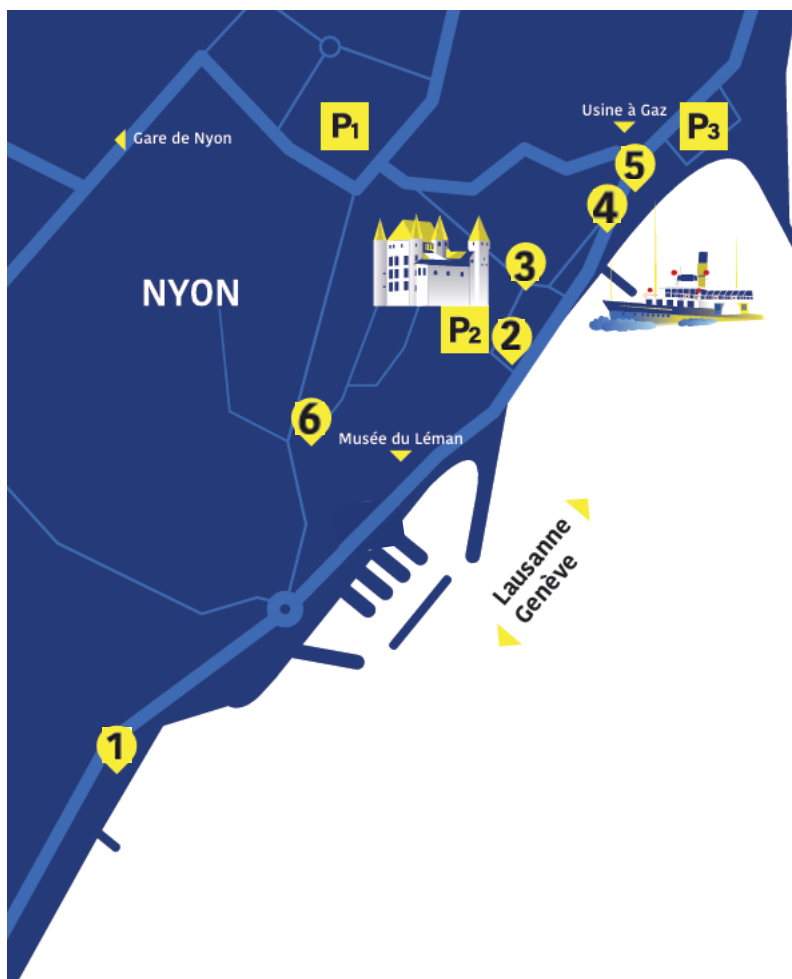 Usine à Gaz
P1
P3
Gare de Nyon
5
4
3
NYON
P2
2
6
Musée du Léman
Lausanne
Genève
1